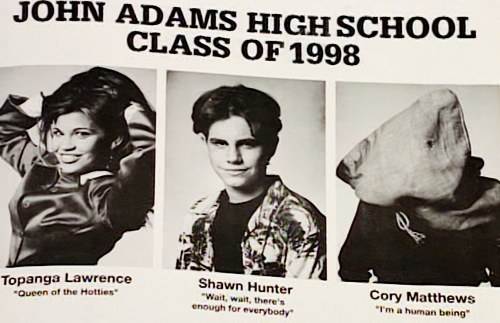 JOHN ADAMS HIGH SCHOOL
CLASS OF 1998
Topanga Lawrence
"Queen of the Hotties"
Shawn Hunter
"Wait, wait, there's
enough for everybody"
Cory Matthews
"I'm a human being"